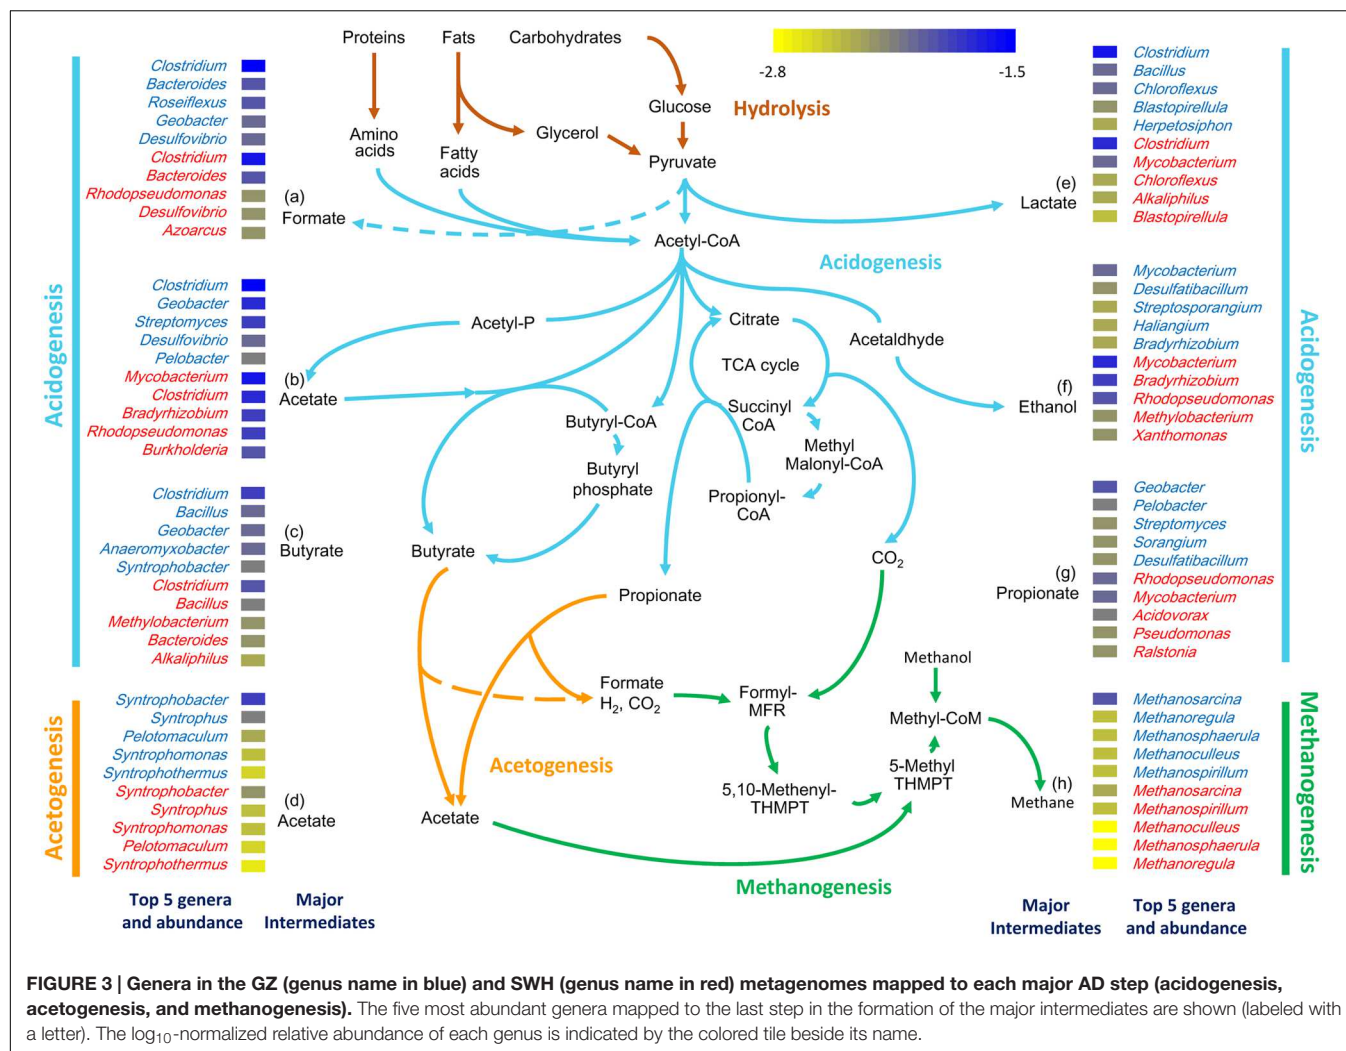 Proteins
Fats
Carbohydrates
-2.8
-1.5
Glucose
Hydrolysis
Amino
acids
Fatty
acids
Glycerol
Pyruvate
Acidogenesis
Clostridium
Bacteroides
Roseiflexus
Geobacter
Desulfovibrio
Clostridium
Bacteroides
Rhodopseudomonas
Desulfovibrio
Azoarcus
(a)
Formate
Clostridium
Geobacter
Streptomyces
Desulfovibrio
Pelobacter
Mycobacterium
Clostridium
Bradyrhizobium
Rhodopseudomonas
Burkholderia
(b)
Acetate
Clostridium
Bacillus
Geobacter
Anaeromyxobacter
Syntrophobacter
Clostridium
Bacillus
Methylobacterium
Bacteroides
Alkaliphilus
(c)
Butyrate
Acetogenesis
Syntrophobacter
Syntrophus
Pelotomaculum
Syntrophomonas
Syntrophothermus
Syntrophobacter
Syntrophus
Syntrophomonas
Pelotomaculum
Syntrophothermus
(d)
Acetate
Top 5 genera
and abundance
Major
Intermediates
Acetyl-CoA
Acidogenesis
Acetyl-P
Citrate
Acetaldhyde
TCA cycle
Succinyl
CoA
Butyryl-CoA
Methyl
Malonyl-CoA
Butyryl
phosphate
Propionyl-
CoA
Butyrate
CO2
Propionate
Methanol
Formate
H2, CO2
Formyl-
MFR
Methyl-CoM
Acetogenesis
5-Methyl
THMPT
5,10-Methenyl-
THMPT
Acetate
Methanogenesis
(e)
Lactate
Clostridium
Bacillus
Chloroflexus
Blastopirellula
Herpetosiphon
Clostridium
Mycobacterium
Chloroflexus
Alkaliphilus
Blastopirellula
(f)
Ethanol
Mycobacterium
Desulfatibacillum
Streptosporangium
Haliangium
Bradyrhizobium
Mycobacterium
Bradyrhizobium
Rhodopseudomonas
Methylobacterium
Xanthomonas
(g)
Propionate
Geobacter
Pelobacter
Streptomyces
Sorangium
Desulfatibacillum
Rhodopseudomonas
Mycobacterium
Acidovorax
Pseudomonas
Ralstonia
Acidogenesis
(h)
Methane
Methanosarcina
Methanoregula
Methanosphaerula
Methanoculleus
Methanospirillum
Methanosarcina
Methanospirillum
Methanoculleus
Methanosphaerula
Methanoregula
Methanogenesis
Major
Intermediates
Top 5 genera
and abundance
FIGURE 3 | Genera in the GZ (genus name in blue) and SWH (genus name in red) metagenomes mapped to each major AD step (acidogenesis,
acetogenesis, and methanogenesis). The five most abundant genera mapped to the last step in the formation of the major intermediates are shown (labeled with
a letter). The log10-normalized relative abundance of each genus is indicated by the colored tile beside its name.